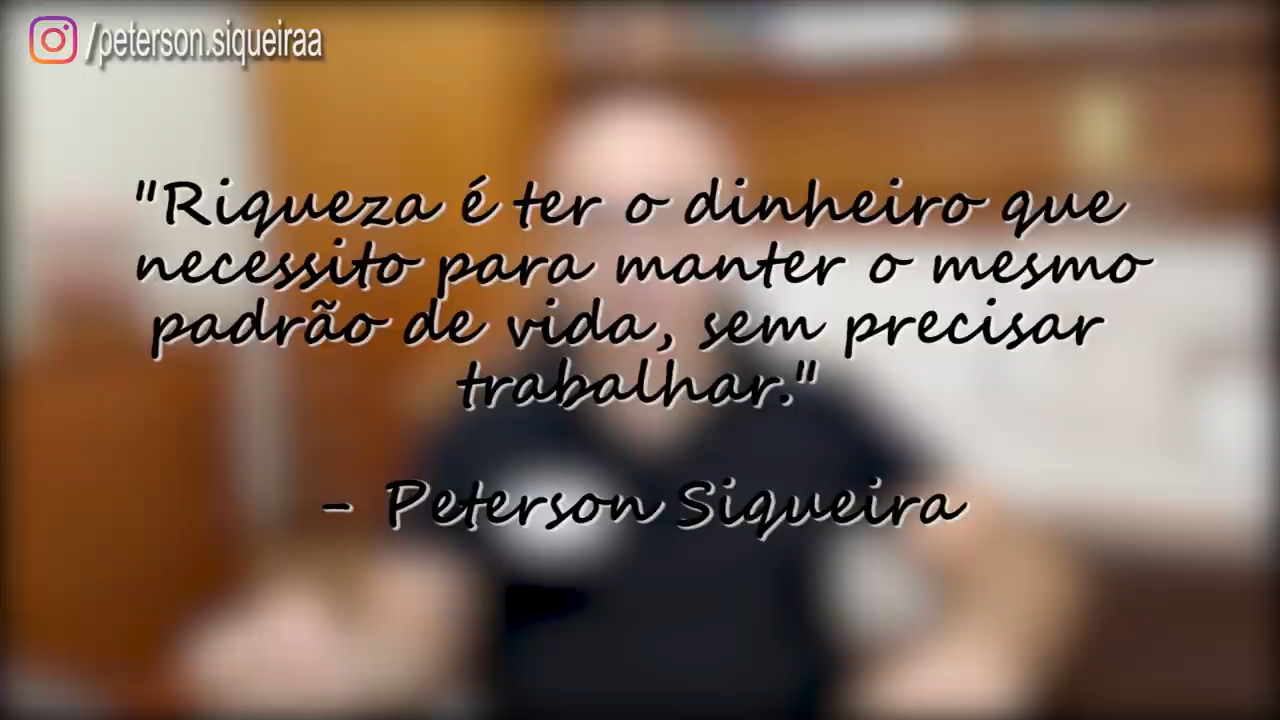 /peterson.siqueiraa
"Riqueza é ter o dinheiro que
necessito para manter o mesmo
padrão de vida, sem precisar
trabalhar."
- Peterson Siqueira